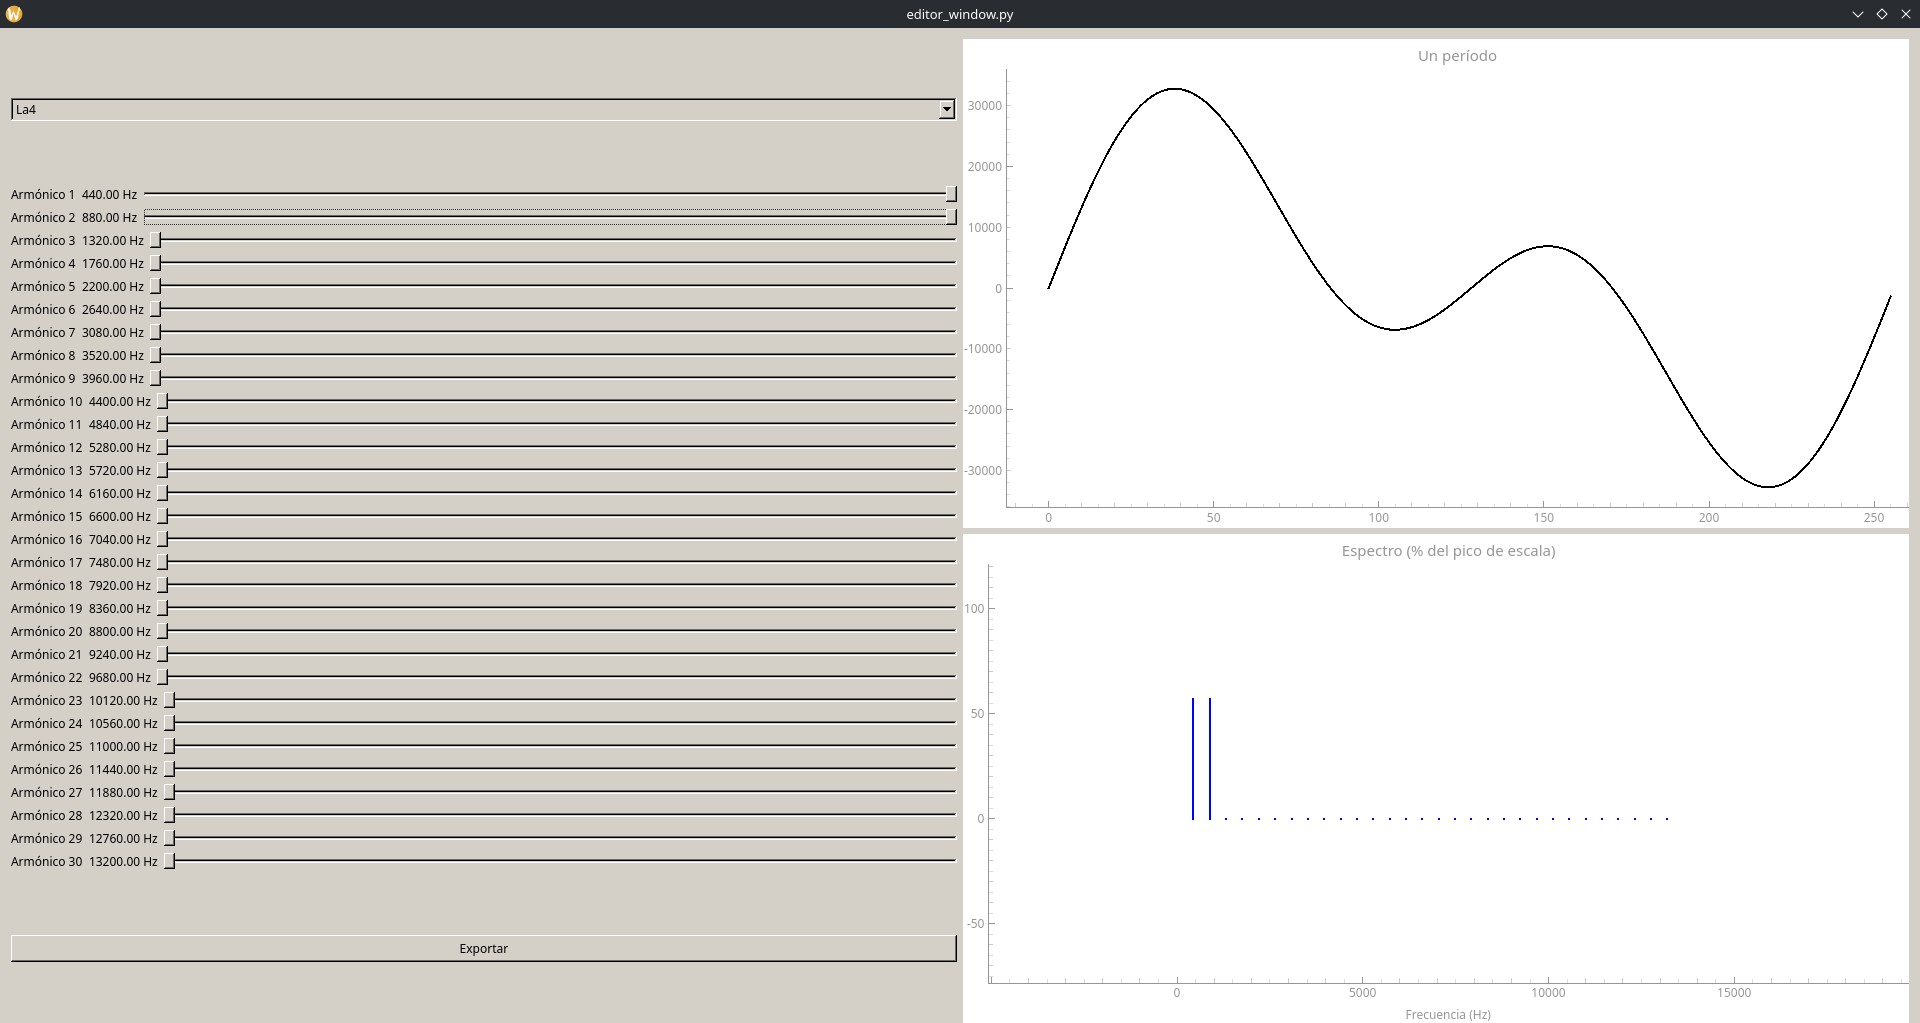 editor_window.py
La4
Armónico 1 440.00 Hz
Armónico 2 880.00 Hz
Armónico 3 1320.00 Hz
Armónico 4 1760.00 Hz
Armónico 5 2200.00 Hz
Armónico 6 2640.00 Hz
Armónico 7 3080.00 Hz
Armónico 8 3520.00 Hz
Armónico 9 3960.00 Hz
Armónico 10 4400.00 Hz
Armónico 11 4840.00 Hz
Armónico 12 5280.00 Hz
Armónico 13 5720.00 Hz
Armónico 14 6160.00 Hz
Armónico 15 6600.00 Hz
Armónico 16 7040.00 Hz
Armónico 17 7480.00 Hz
Armónico 18 7920.00 Hz
Armónico 19 8360.00 Hz
Armónico 20 8800.00 Hz
Armónico 21 9240.00 Hz
Armónico 22 9680.00 Hz
Armónico 23 10120.00 Hz
Armónico 24 10560.00 Hz
Armónico 25 11000.00 Hz
Armónico 26 11440.00 Hz
Armónico 27 11880.00 Hz
Armónico 28 12320.00 Hz
Armónico 29 12760.00 Hz
Armónico 30 13200.00 Hz
Exportar
Un período
30000
20000
10000
0
-10000
-20000
-30000
0 50 100 150 200 250
Espectro (% del pico de escala)
100
50
0
-50
0 5000 10000 15000
Frecuencia (Hz)